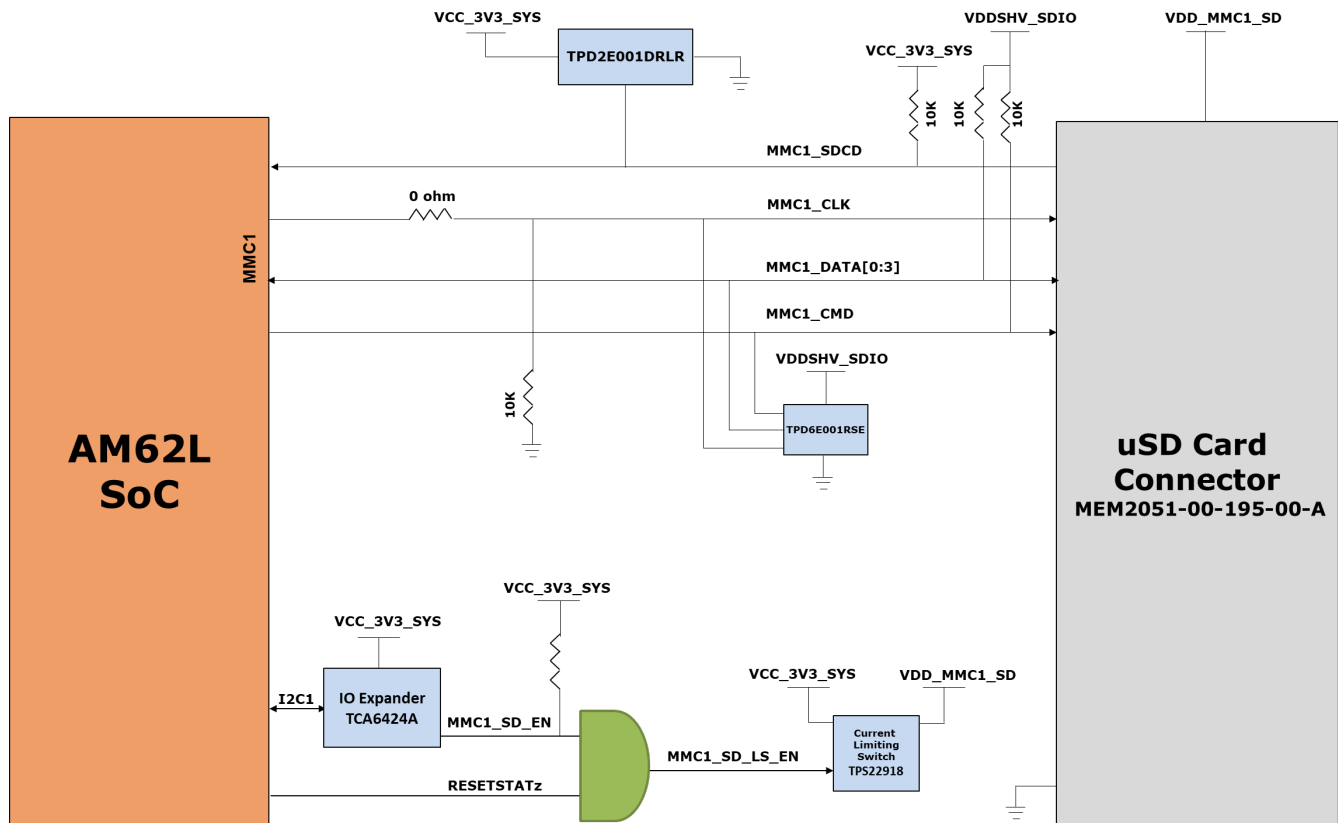 VCC_3V3_SYS
VDDSHV_SDIO
VDD_MMC1_SD
TPD2E001DRLR
VCC_3V3_SYS
10K
10K
10K
MMC1_SDCD
0 ohm
MMC1_CLK
MMC1
MMC1_DATA[0:3]
MMC1_CMD
VDDSHV_SDIO
10K
TPD6E001RSE
AM62L
SoC
uSD Card
Connector
MEM2051-00-195-00-A
VCC_3V3_SYS
VCC_3V3_SYS
VCC_3V3_SYS
VDD_MMC1_SD
I2C1
IO Expander
TCA6424A
MMC1_SD_EN
MMC1_SD_LS_EN
Current
Limiting
Switch
TPS22918
RESETSTATz